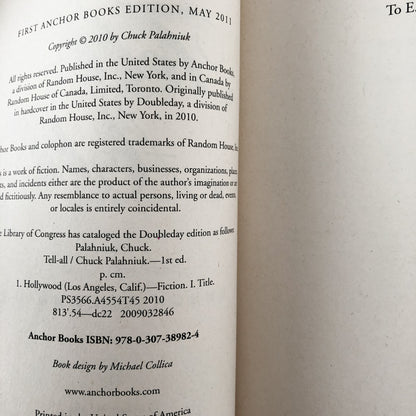 FIRST ANCHOR BOOKS EDITION, MAY 2011
Copyright © 2010 by Chuck Palahniuk
All rights reserved. Published in the United States by Anchor Books,
a division of Random House, Inc., New York, and in Canada by
Random House of Canada, Limited, Toronto. Originally published
in hardcover in the United States by Doubleday, a division of
Random House, Inc., New York, in 2010.
Books and colophon are registered trademarks of Random House,
is a work of fiction. Names, characters, businesses, organizations,
and incidents either are the product of the author's imagination or
fictitiously. Any resemblance to actual persons, living or dead,
or locales is entirely coincidental.
Library of Congress has cataloged the Doubleday edition as follows
Palahniuk, Chuck.
Tell-all / Chuck Palahniuk.—1st ed.
p. cm.
1. Hollywood (Los Angeles, Calif.)—Fiction. I. Title.
PS3566.A4554T45 2010
813'.54—dc22 2009032846
Anchor Books ISBN: 978-0-307-38982-4
Book design by Michael Collica
www.anchorbooks.com
Printed in the United States of America
To E.